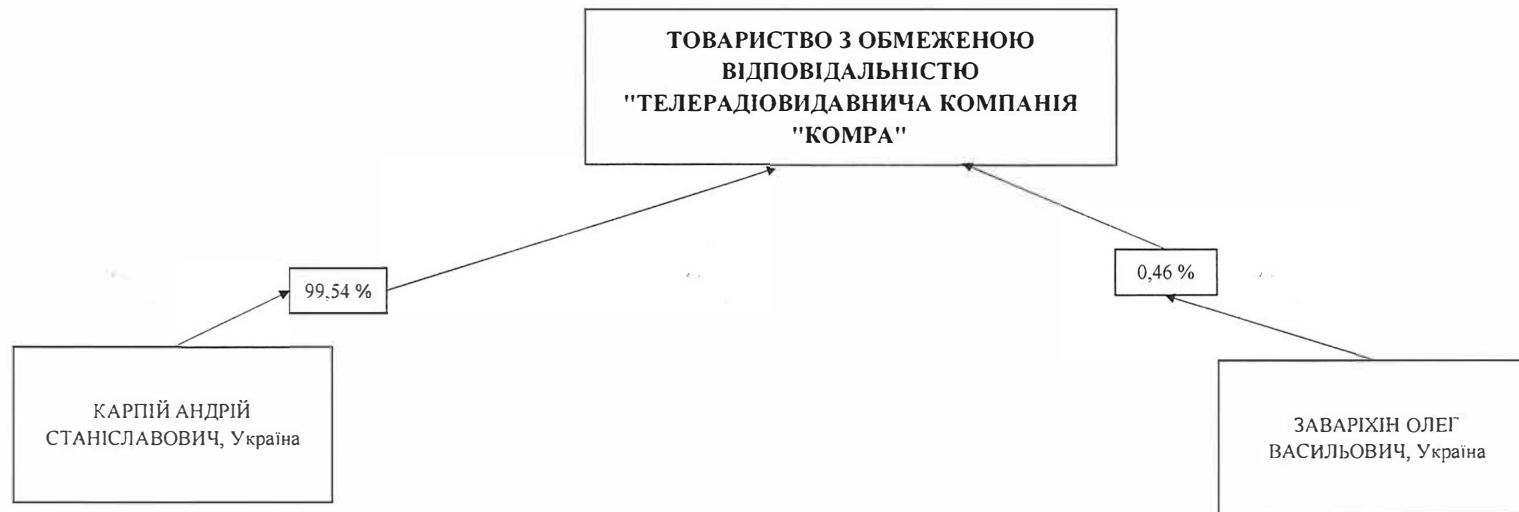 ТОВАРИСТВО З ОБМЕЖЕНОЮ
ВІДПОВІДАЛЬНІСТЮ
"ТЕЛЕРАДІОВИДАВНИЧА КОМПАНІЯ
"КОМРА"
99,54 %
0,46 %
КАРПІЙ АНДРІЙ
СТАНІСЛАВОВИЧ, Україна
ЗАВАРІХІН ОЛЕГ
ВАСИЛЬОВИЧ, Україна